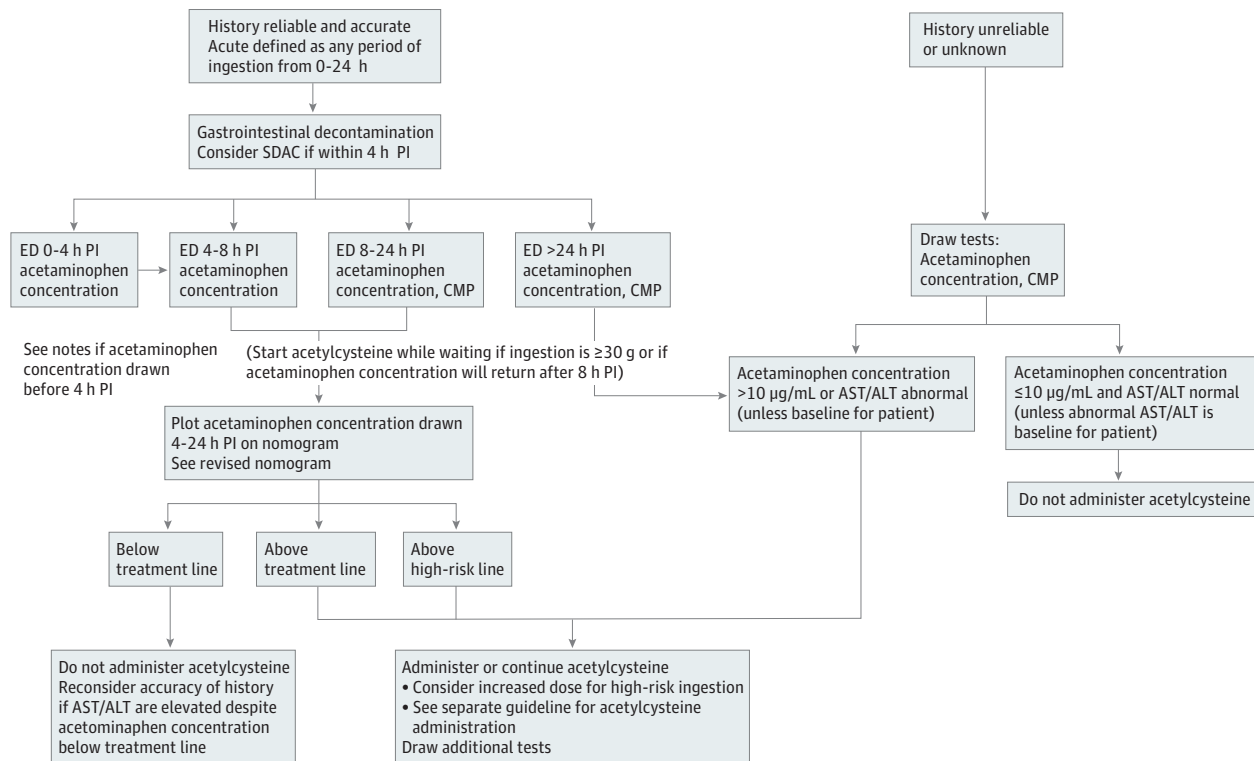 History reliable and accurate
Acute defined as any period of
ingestion from 0-24 h
History unreliable
or unknown
Gastrointestinal decontamination
Consider SDAC if within 4 h PI
ED 0-4 h PI
acetaminophen
concentration
ED 4-8 h PI
acetaminophen
concentration
ED 8-24 h PI
acetaminophen
concentration, CMP
ED >24 h PI
acetaminophen
concentration, CMP
Draw tests:
Acetaminophen
concentration, CMP
See notes if acetaminophen
concentration drawn
before 4 h PI
(Start acetylcysteine while waiting if ingestion is ≥30 g or if
acetaminophen concentration will return after 8 h PI)
Acetaminophen concentration
>10 µg/mL or AST/ALT abnormal
(unless baseline for patient)
Acetaminophen concentration
≤10 µg/mL and AST/ALT normal
(unless abnormal AST/ALT is
baseline for patient)
Plot acetaminophen concentration drawn
4-24 h PI on nomogram
See revised nomogram
Do not administer acetylcysteine
Below
treatment line
Above
treatment line
Above
high-risk line
Do not administer acetylcysteine
Reconsider accuracy of history
if AST/ALT are elevated despite
acetominaphen concentration
below treatment line
Administer or continue acetylcysteine
• Consider increased dose for high-risk ingestion
• See separate guideline for acetylcysteine
administration
Draw additional tests